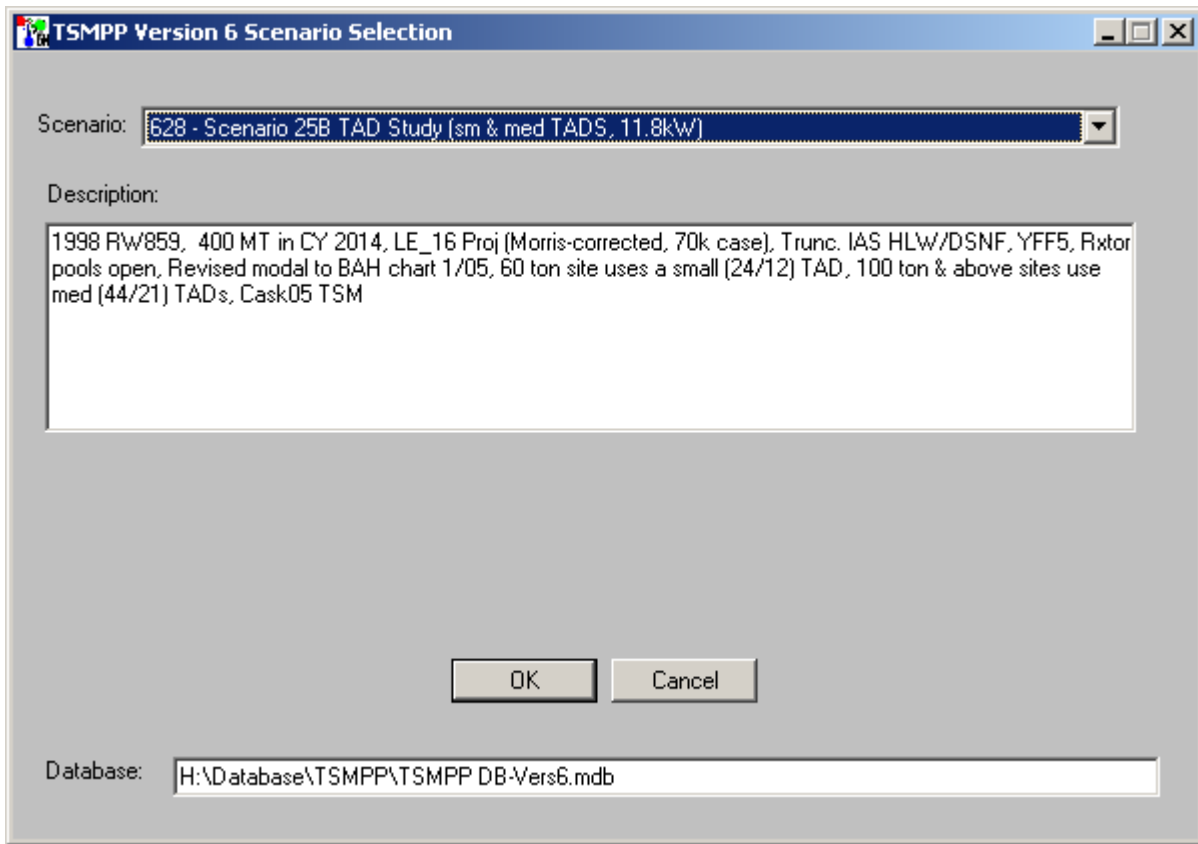 TSMPP Version 6 Scenario Selection
Scenario: 628 - Scenario 25B TAD Study (sm & med TADS, 11.8kW)
Description:
1998 RW859,  400 MT in CY 2014, LE_16 Proj (Morris-corrected, 70k case), Trunc. IAS HLW/DSNF, YFF5, Rxtor
pools open, Revised modal to BAH chart 1/05, 60 ton site uses a small (24/12) TAD, 100 ton & above sites use
med (44/21) TADs, Cask05 TSM
OK Cancel
Database: H:\Database\TSMPP\TSMPP DB-Vers6.mdb